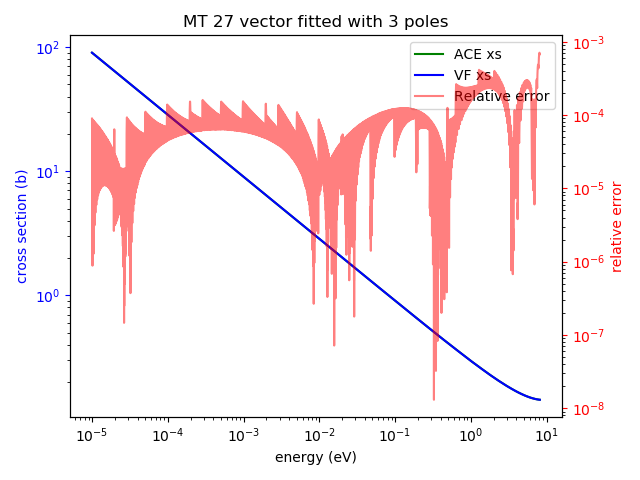 MT 27 vector fitted with 3 poles
ACE xs
VF xs
Relative error
cross section (b)
10²
10¹
10⁰
relative error
10⁻³
10⁻⁴
10⁻⁵
10⁻⁶
10⁻⁷
10⁻⁸
10⁻⁵ 10⁻⁴ 10⁻³ 10⁻² 10⁻¹ 10⁰ 10¹
energy (eV)